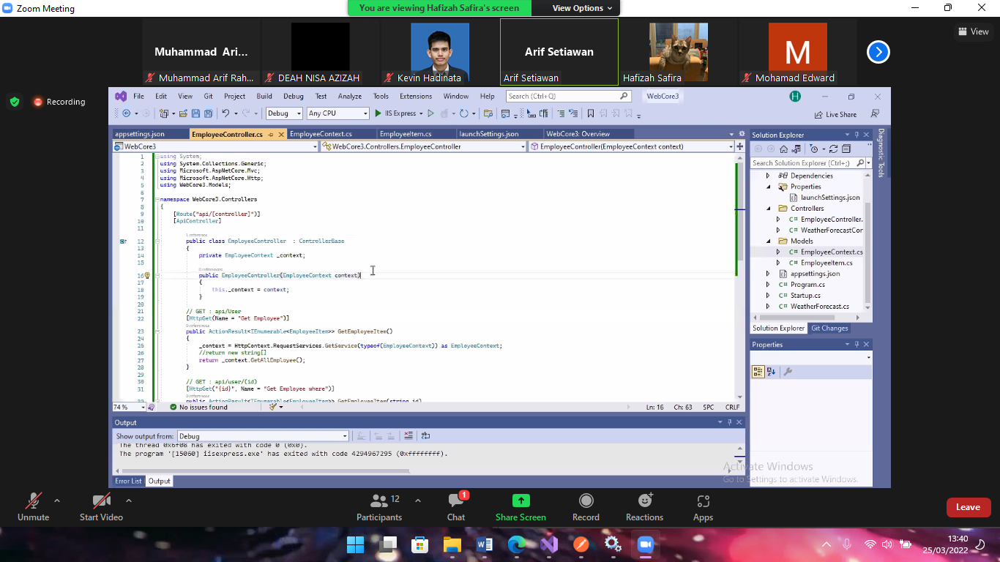 Zoom Meeting
You are viewing Hafizah Safira's screen
View Options
Muhammad Ari...
Muhammad Arif Rah...
DEAH NISA AZIZAH
Kevin Hadinata
Arif Setiawan
Arif Setiawan
Hafizah Safira
M
Mohamad Edward
View
Recording
File Edit View Git Project Build Debug Test Analyze Tools Extensions Window Help Search (Ctrl+Q) WebCore3 H
Debug Any CPU IIS Express Live Share
appsettings.json EmployeeController.cs EmployeeContext.cs EmployeeItem.cs launchSettings.json WebCore3: Overview
WebCore3 WebCore3.Controllers.EmployeeController EmployeeController(EmployeeContext context)
1 using System;
2 using System.Collections.Generic;
3 using Microsoft.AspNetCore.Mvc;
4 using Microsoft.AspNetCore.Http;
5 using WebCore3.Models;
6
7 namespace WebCore3.Controllers
8 {
9 [Route("api/[controller]")]
10 [ApiController]
11
1 reference
12 public class EmployeeController : ControllerBase
13 {
14 private EmployeeContext _context;
15
0 references
16 public EmployeeController(EmployeeContext context)
17 {
18 this._context = context;
19 }
20
21 // GET : api/User
22 [HttpGet(Name = "Get Employee")]
0 references
23 public ActionResult<IEnumerable<EmployeeItem>> GetEmployeeItem()
24 {
25 _context = HttpContext.RequestServices.GetService(typeof(EmployeeContext)) as EmployeeContext;
26 //return new string[]
27 return _context.GetAllEmployee();
28 }
29
30 // GET : api/user/(id)
31 [HttpGet("{id}", Name = "Get Employee where")]
0 references
public ActionResult<IEnumerable<EmployeeItem>> GetEmployeeItem(string id)
74 % No issues found Ln: 16 Ch: 63 SPC CRLF
Output
Show output from: Debug
The thread 0x6f08 has exited with code 0 (0x0).
The program '[15060] iisexpress.exe' has exited with code 4294967295 (0xffffffff).
Error List Output
Solution Explorer
Search Solution Explorer (Ctrl+;)
Dependencies
Properties
launchSettings.json
Controllers
EmployeeController.
WeatherForecastCor
Models
EmployeeContext.cs
EmployeeItem.cs
appsettings.json
Program.cs
Startup.cs
WeatherForecast.cs
Solution Explorer Git Changes
Properties
Diagnostic Tools
Activate Windows
Go to Settings to activate Windows.
Unmute
Start Video
12
Participants
1
Chat
Share Screen
Record
Reactions
Apps
Leave
13:40
25/03/2022